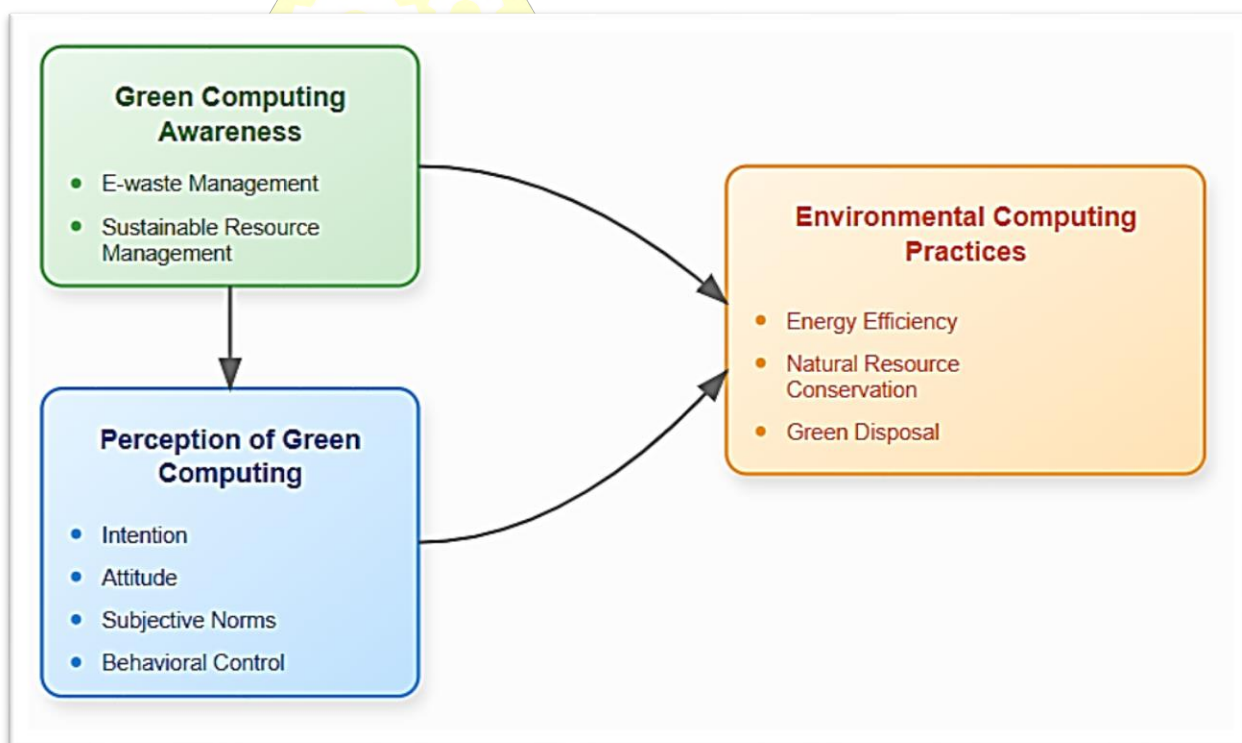 Green Computing
Awareness
E-waste Management
Sustainable Resource
Management
Perception of Green
Computing
Intention
Attitude
Subjective Norms
Behavioral Control
Environmental Computing
Practices
Energy Efficiency
Natural Resource
Conservation
Green Disposal